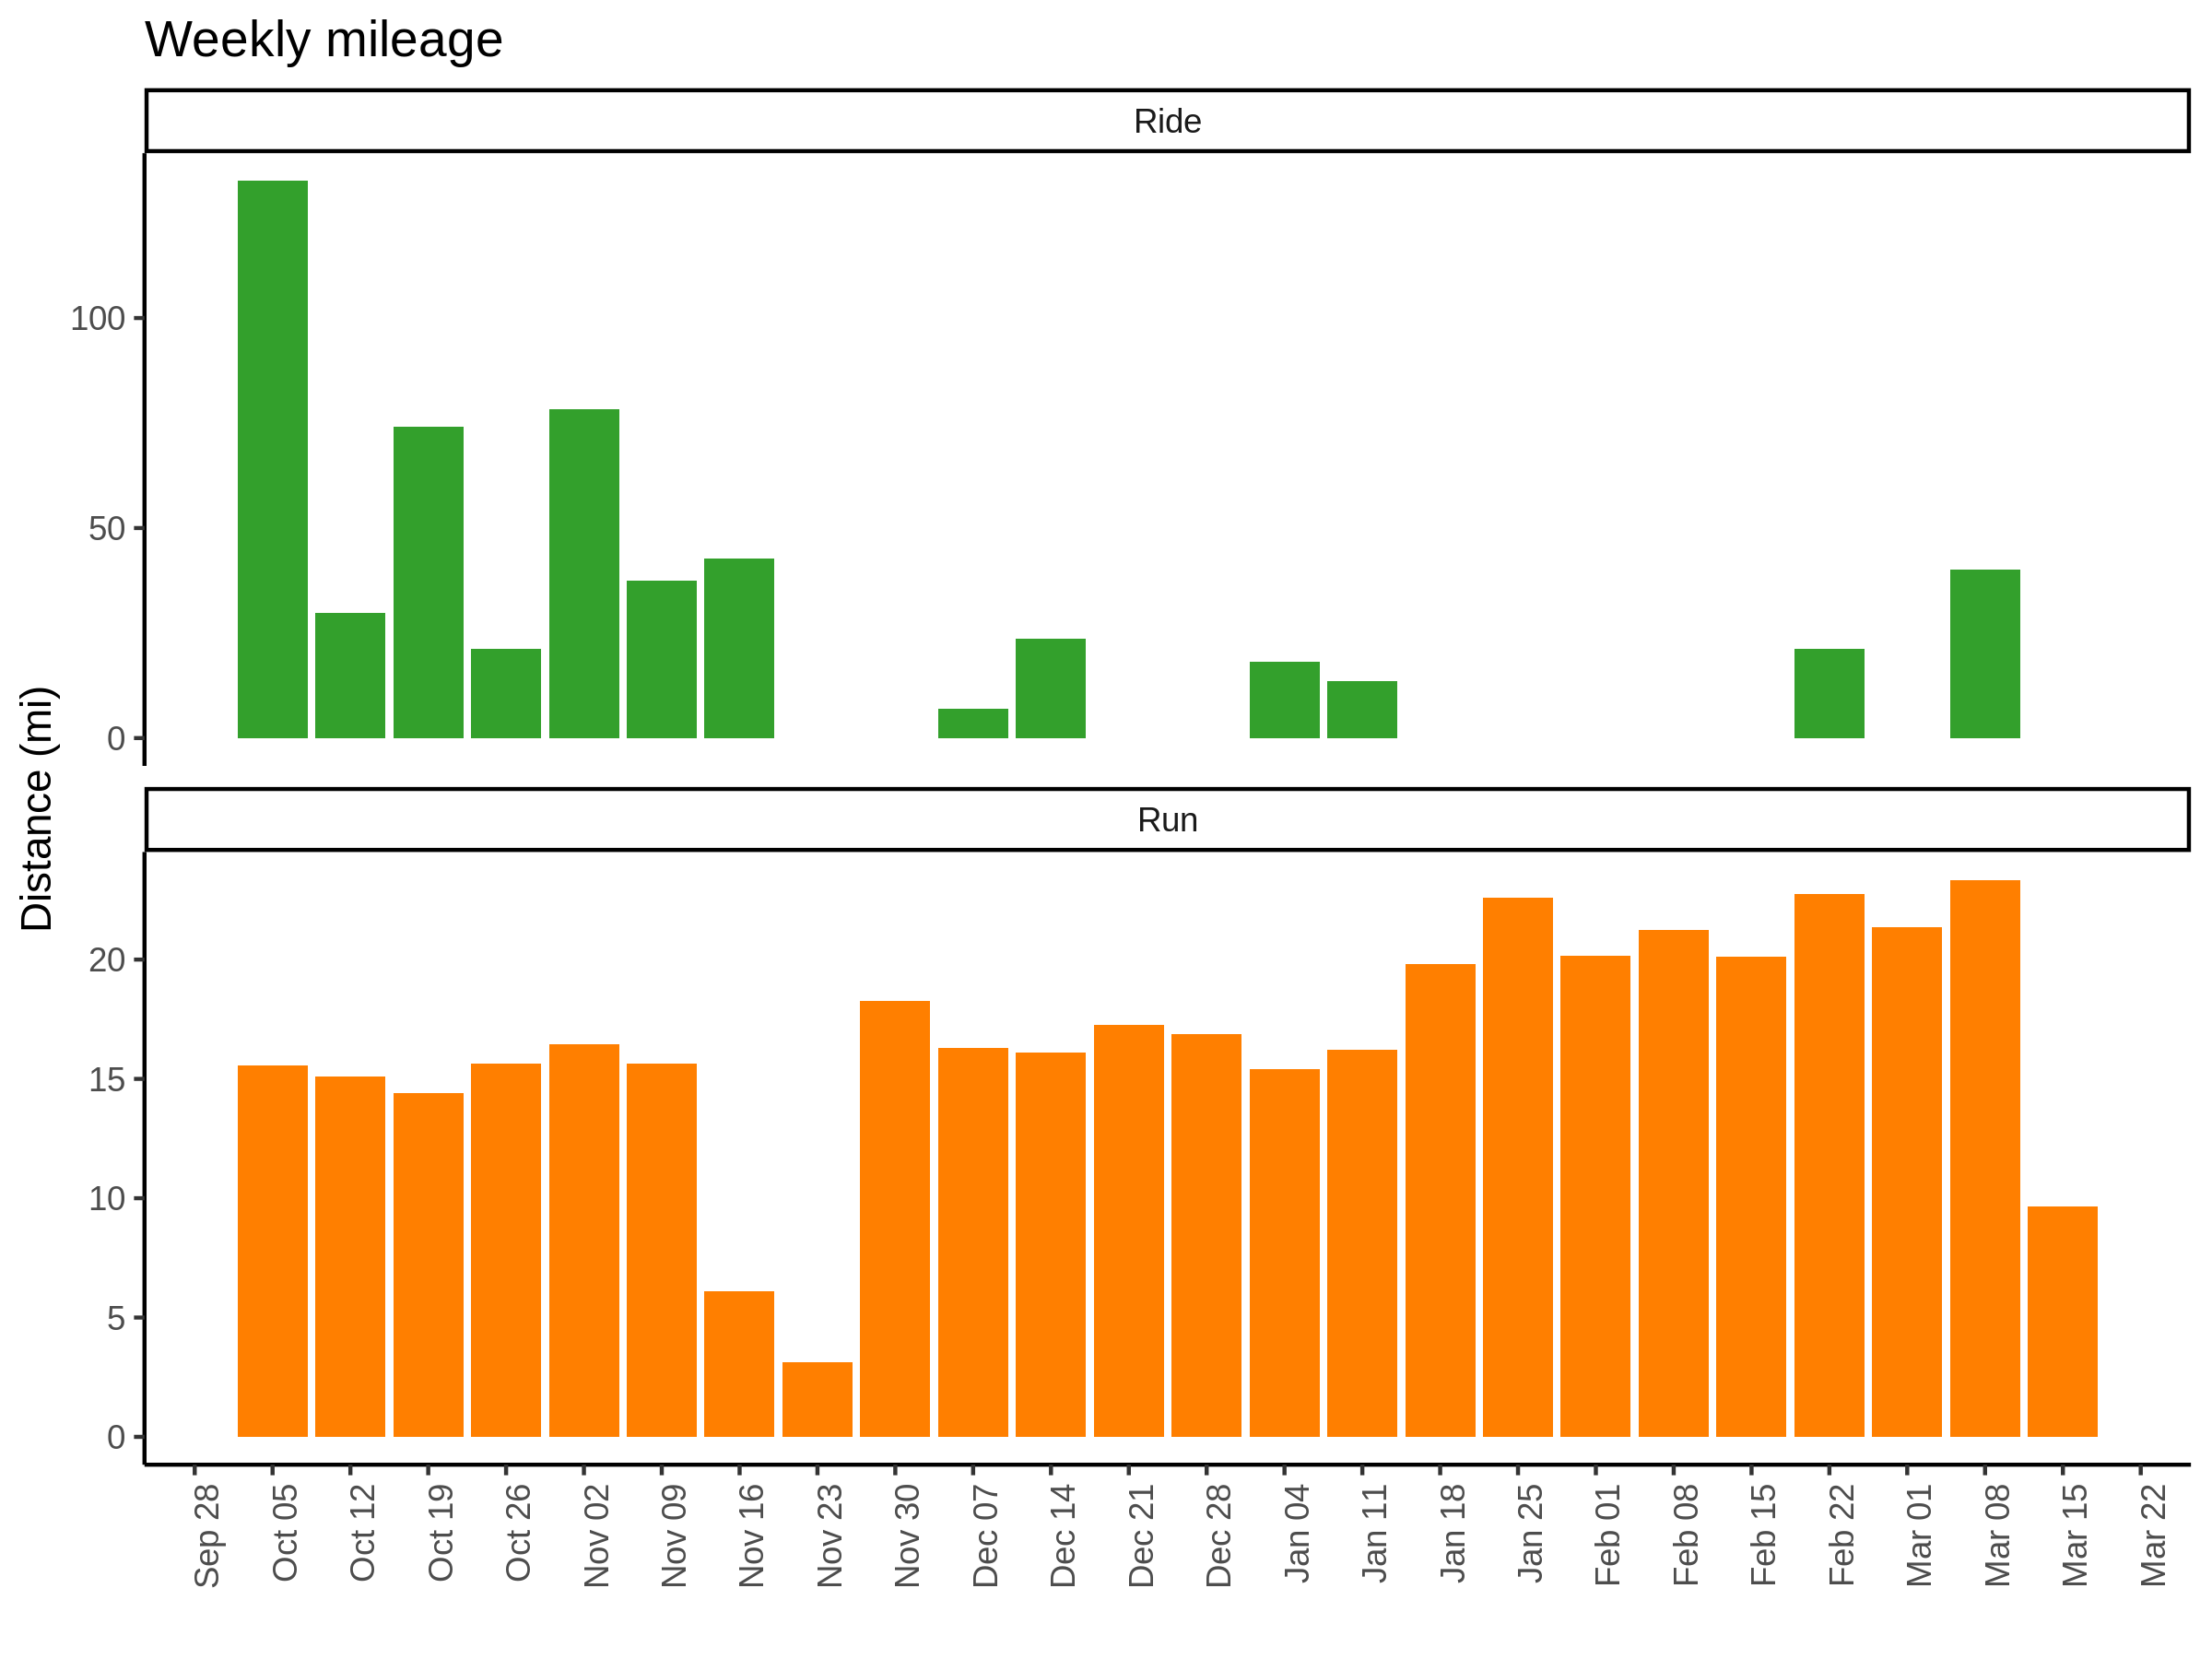 Weekly mileage
Ride
100
50
0
Distance (mi)
Run
20
15
10
5
0
Sep 28
Oct 05
Oct 12
Oct 19
Oct 26
Nov 02
Nov 09
Nov 16
Nov 23
Nov 30
Dec 07
Dec 14
Dec 21
Dec 28
Jan 04
Jan 11
Jan 18
Jan 25
Feb 01
Feb 08
Feb 15
Feb 22
Mar 01
Mar 08
Mar 15
Mar 22